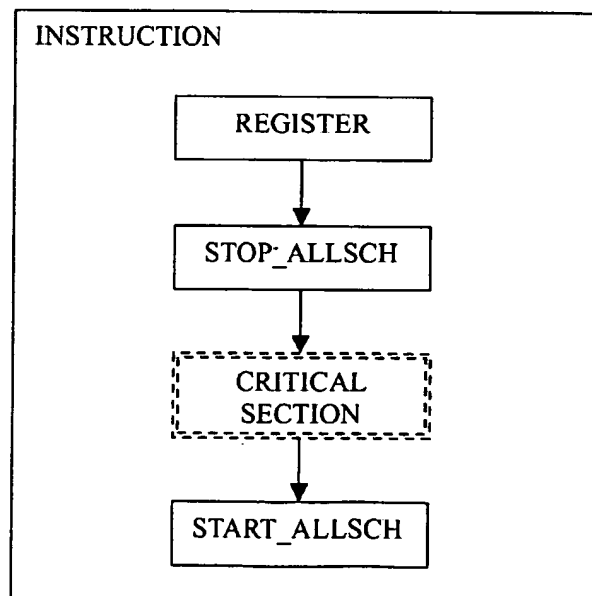 INSTRUCTION
REGISTER
STOP_ALLSCH
CRITICAL
SECTION
START_ALLSCH